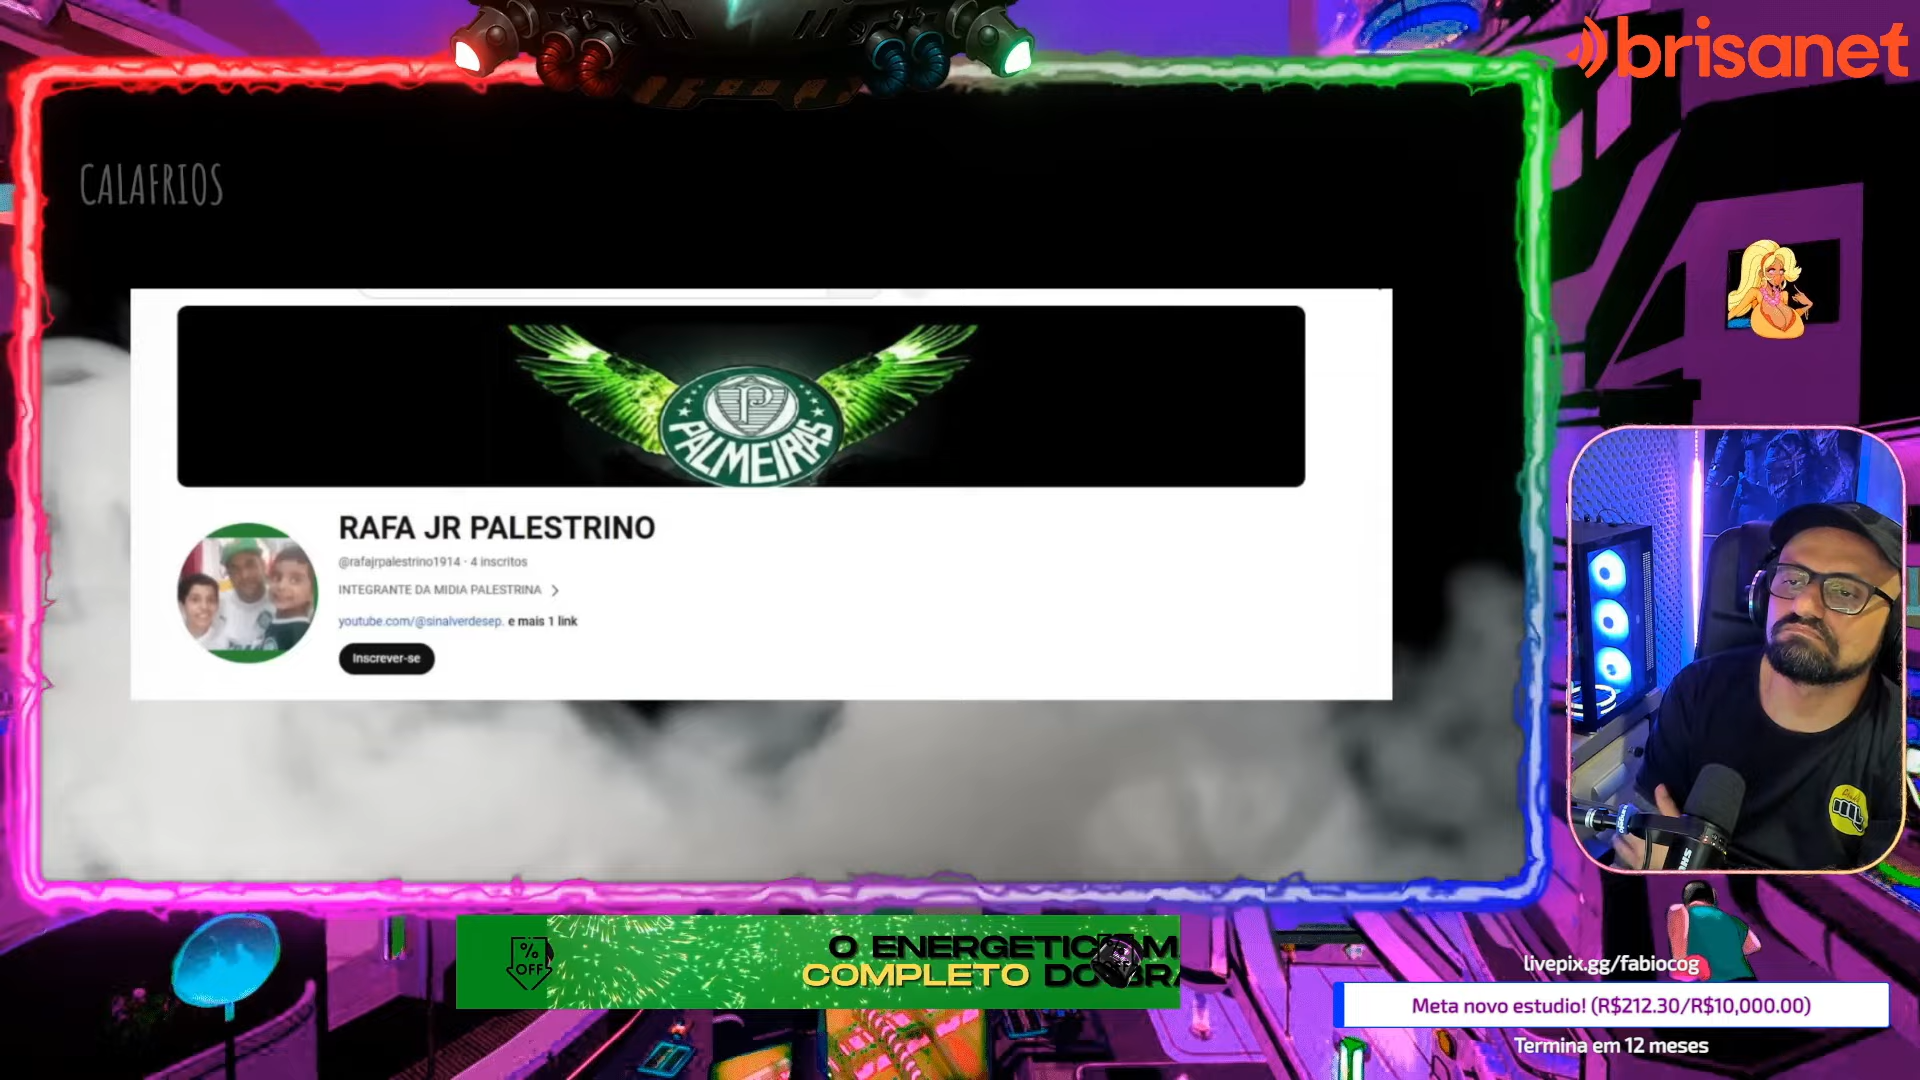 brisanet
CALAFRIOS
P
PALMEIRAS
RAFA JR PALESTRINO
@rafajrpalestrino1914 · 4 inscritos
INTEGRANTE DA MIDIA PALESTRINA
youtube.com/@sinalverdesep. e mais 1 link
Inscrever-se
% OFF
O ENERGETIC
COMPLETO DO BRA
livepix.gg/fabiocog
Meta novo estudio! (R$212.30/R$10,000.00)
Termina em 12 meses